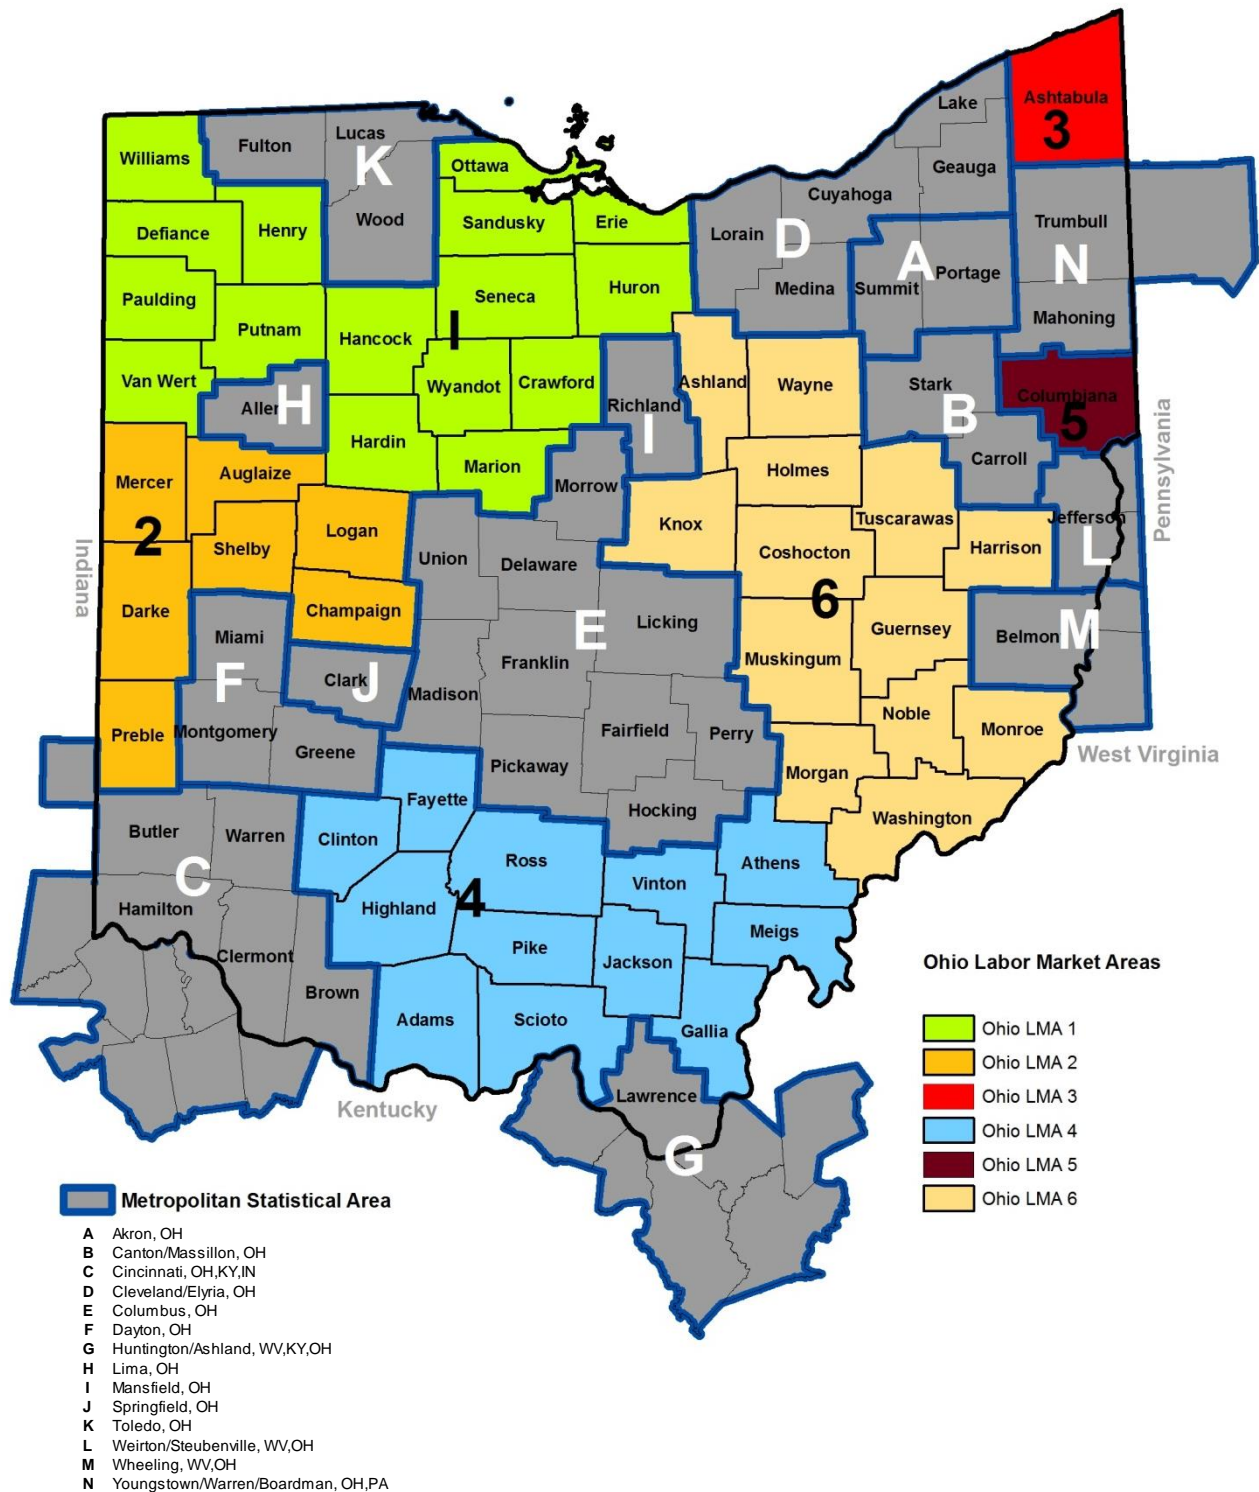 Lake
Ashtabula
3
Williams
Fulton
Lucas
K
Ottawa
Geauga
Cuyahoga
Defiance
Henry
Wood
Sandusky
Erie
Lorain
D
Trumbull
N
A
Paulding
Putnam
Hancock
Seneca
Huron
Medina
Summit
Portage
Mahoning
I
Van Wert
Allen
H
Wyandot
Crawford
Richland
I
Ashland
Wayne
Stark
B
Columbiana
5
Hardin
Marion
Morrow
Holmes
Carroll
Pennsylvania
Mercer
Auglaize
2
Logan
Shelby
Union
Delaware
Knox
Coshocton
Tuscarawas
Harrison
Jefferson
L
Indiana
Darke
Champaign
Miami
E
Licking
6
Guernsey
Belmon
M
F
Clark
J
Franklin
Muskingum
Madison
Noble
Monroe
Preble
Montgomery
Greene
Fairfield
Perry
Pickaway
Morgan
West Virginia
Fayette
Hocking
Washington
Butler
Warren
Clinton
Ross
Athens
C
Vinton
4
Hamilton
Highland
Meigs
Clermont
Pike
Jackson
Brown
Adams
Scioto
Gallia
Kentucky
Lawrence
G
Ohio Labor Market Areas
Ohio LMA 1
Ohio LMA 2
Ohio LMA 3
Ohio LMA 4
Ohio LMA 5
Ohio LMA 6
Metropolitan Statistical Area
A Akron, OH
B Canton/Massillon, OH
C Cincinnati, OH,KY,IN
D Cleveland/Elyria, OH
E Columbus, OH
F Dayton, OH
G Huntington/Ashland, WV,KY,OH
H Lima, OH
I Mansfield, OH
J Springfield, OH
K Toledo, OH
L Weirton/Steubenville, WV,OH
M Wheeling, WV,OH
N Youngstown/Warren/Boardman, OH,PA